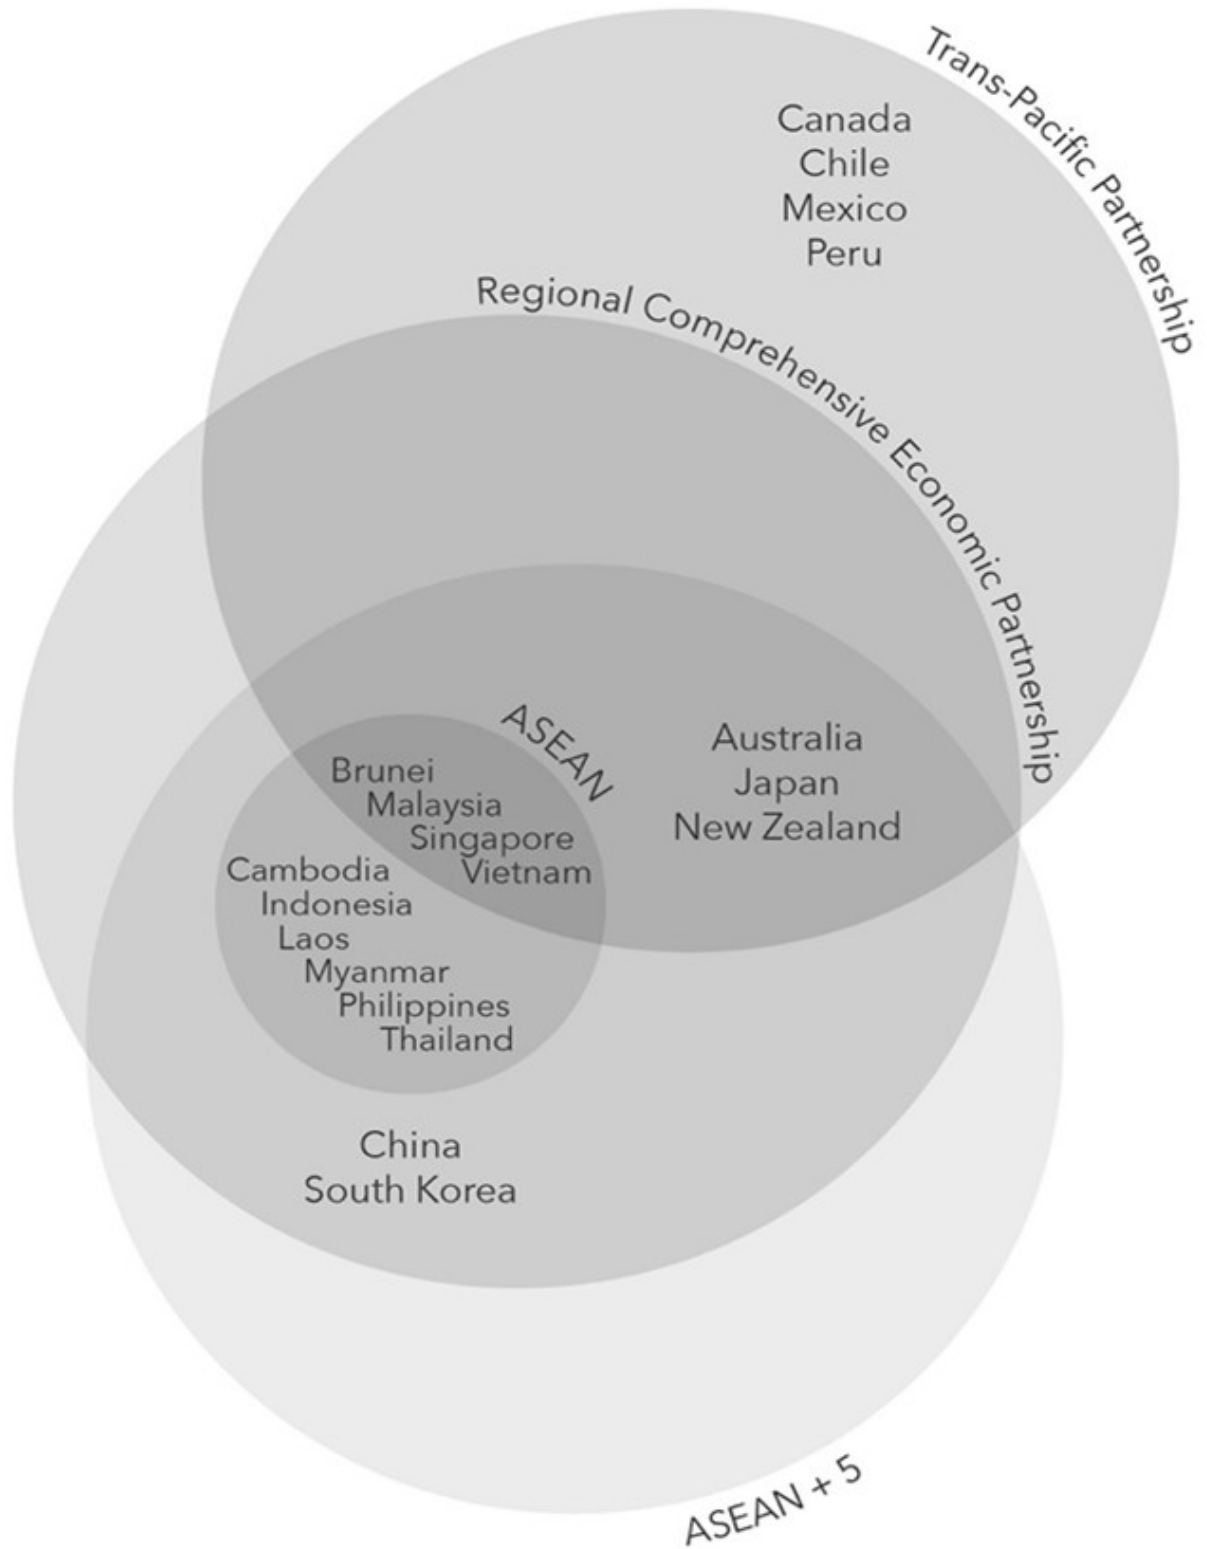 Trans-Pacific Partnership
Canada
Chile
Mexico
Peru
Regional Comprehensive Economic Partnership
ASEAN
Australia
Japan
New Zealand
Brunei
Malaysia
Singapore
Vietnam
Cambodia
Indonesia
Laos
Myanmar
Philippines
Thailand
China
South Korea
ASEAN + 5